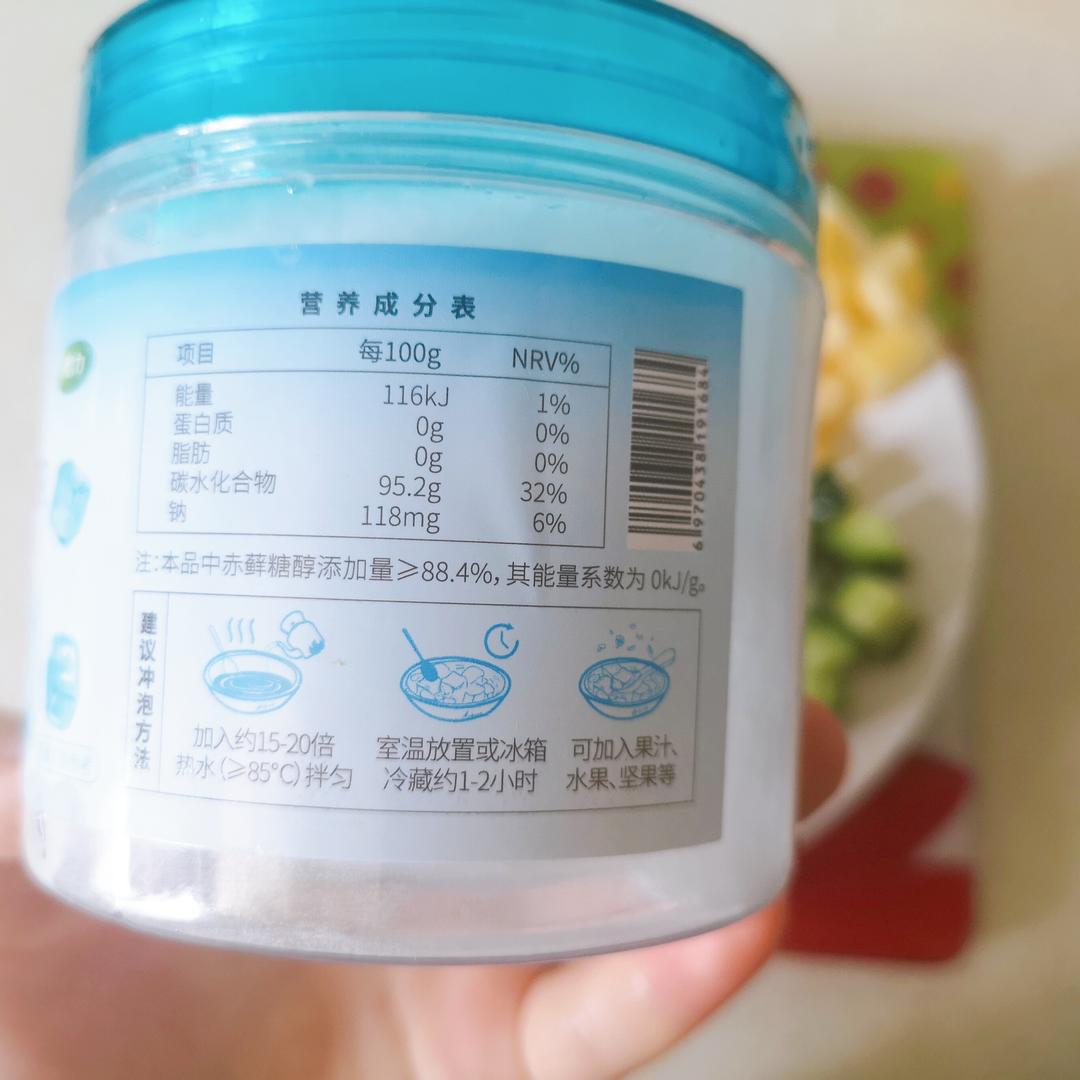 营养成分表
项目 每100g NRV%
能量 116kJ 1%
蛋白质 0g 0%
脂肪 0g 0%
碳水化合物 95.2g 32%
钠 118mg 6%
6970438191684
注:本品中赤藓糖醇添加量≥88.4%,其能量系数为 0kJ/g。
建议冲泡方法
加入约15-20倍
热水(≥85℃)拌匀
室温放置或冰箱
冷藏约1-2小时
可加入果汁、
水果、坚果等